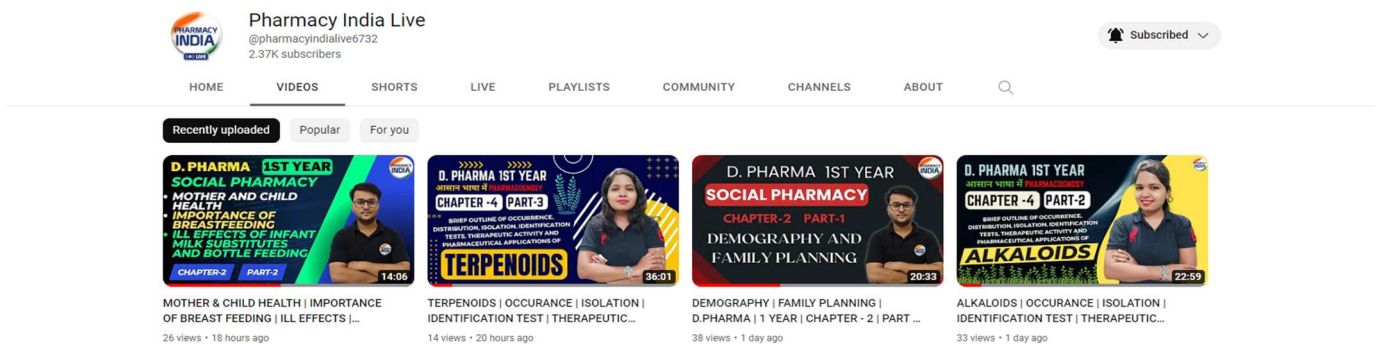 PHARMACY
INDIA
LIVE
Pharmacy India Live
@pharmacyindialive6732
2.37K subscribers
Subscribed
HOME VIDEOS SHORTS LIVE PLAYLISTS COMMUNITY CHANNELS ABOUT
Recently uploaded Popular For you
D. PHARMA 1ST YEAR
SOCIAL PHARMACY
• MOTHER AND CHILD
HEALTH
• IMPORTANCE OF
BREASTFEEDING
• ILL EFFECTS OF INFANT
MILK SUBSTITUTES
AND BOTTLE FEEDING
CHAPTER-2 PART-2
PHARMACY
INDIA
14:06
MOTHER & CHILD HEALTH | IMPORTANCE
OF BREAST FEEDING | ILL EFFECTS |...
26 views • 18 hours ago
D. PHARMA 1ST YEAR
आसान भाषा में PHARMACOGNOSY
CHAPTER -4 PART-3
BRIEF OUTLINE OF OCCURRENCE,
DISTRIBUTION, ISOLATION, IDENTIFICATION
TESTS, THERAPEUTIC ACTIVITY AND
PHARMACEUTICAL APPLICATIONS OF
TERPENOIDS
36:01
TERPENOIDS | OCCURANCE | ISOLATION |
IDENTIFICATION TEST | THERAPEUTIC...
14 views • 20 hours ago
D. PHARMA 1ST YEAR
SOCIAL PHARMACY
CHAPTER-2 PART-1
DEMOGRAPHY AND
FAMILY PLANNING
PHARMACY
INDIA
20:33
DEMOGRAPHY | FAMILY PLANNING |
D.PHARMA | 1 YEAR | CHAPTER - 2 | PART ...
38 views • 1 day ago
D. PHARMA 1ST YEAR
आसान भाषा में PHARMACOGNOSY
CHAPTER -4 PART-2
BRIEF OUTLINE OF OCCURRENCE,
DISTRIBUTION, ISOLATION, IDENTIFICATION
TESTS, THERAPEUTIC ACTIVITY AND
PHARMACEUTICAL APPLICATIONS OF
ALKALOIDS
22:59
ALKALOIDS | OCCURANCE | ISOLATION |
IDENTIFICATION TEST | THERAPEUTIC...
33 views • 1 day ago